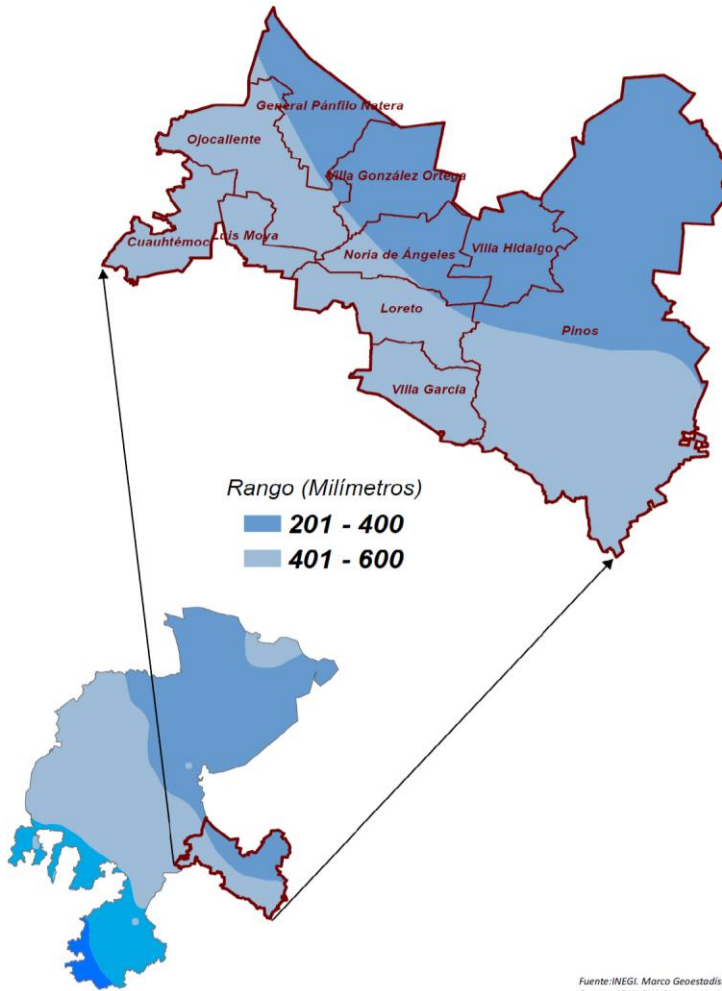 General Pánfilo Natera
Ojocaliente
Villa González Ortega
Cuauhtémoc
Luis Moya
Noria de Ángeles
Villa Hidalgo
Loreto
Pinos
Villa García
Rango (Milímetros)
201 - 400
401 - 600
Fuente:INEGI. Marco Geoestadís